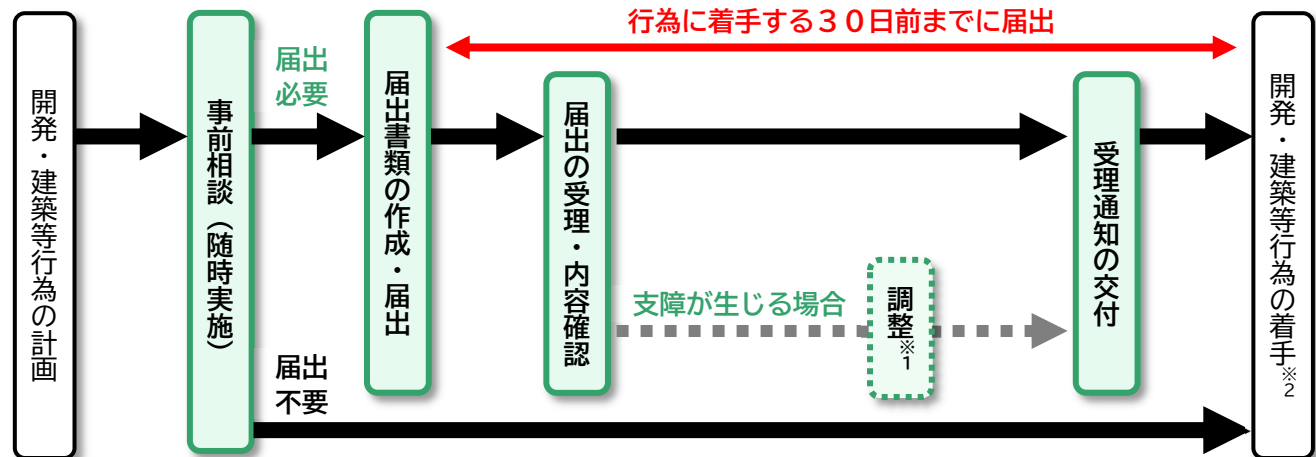 開発・建築等行為の計画
事前相談（随時実施）
届出
必要
届出
不要
届出書類の作成・届出
行為に着手する３０日前までに届出
届出の受理・内容確認
支障が生じる場合
調整※1
受理通知の交付
開発・建築等行為の着手※2